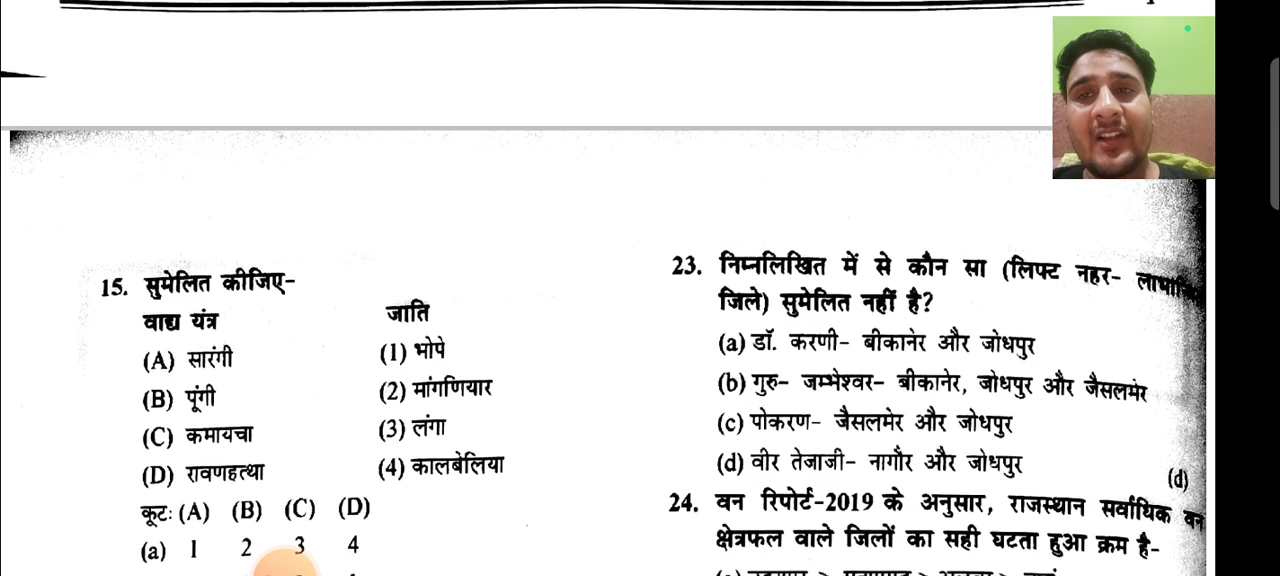 15. सुमेलित कीजिए-
वाद्य यंत्र
जाति
(A) सारंगी
(1) भोपे
(B) पूंगी
(2) मांगणियार
(C) कमायचा
(3) लंगा
(D) रावणहत्था
(4) कालबेलिया
कूटः (A) (B) (C) (D)
(a) 1 2 3 4
23. निम्नलिखित में से कौन सा (लिफ्ट नहर-
जिले) सुमेलित नहीं है?
(a) डॉ. करणी- बीकानेर और जोधपुर
(b) गुरु- जम्भेश्वर- बीकानेर, जोधपुर और जैसलमेर
(c) पोकरण- जैसलमेर और जोधपुर
(d) वीर तेजाजी- नागौर और जोधपुर
(d)
24. वन रिपोर्ट-2019 के अनुसार, राजस्थान सर्वाधिक वन
क्षेत्रफल वाले जिलों का सही घटता हुआ क्रम है-